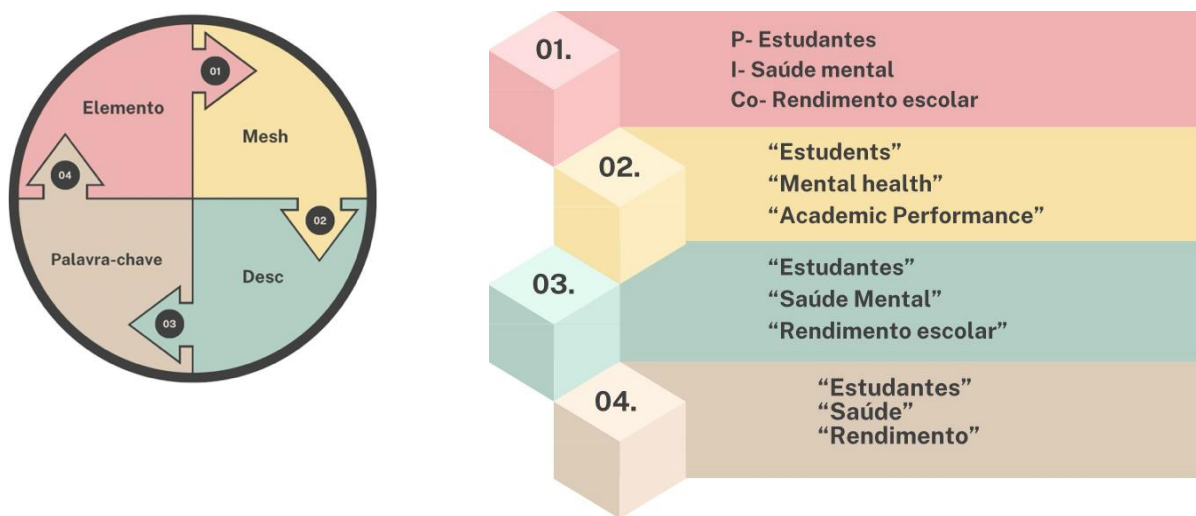 Elemento
01
Mesh
02
Desc
03
Palavra-chave
04
01.
P- Estudantes
I- Saúde mental
Co- Rendimento escolar
02.
“Estudents”
“Mental health”
“Academic Performance”
03.
“Estudantes”
“Saúde Mental”
“Rendimento escolar”
04.
“Estudantes”
“Saúde”
“Rendimento”